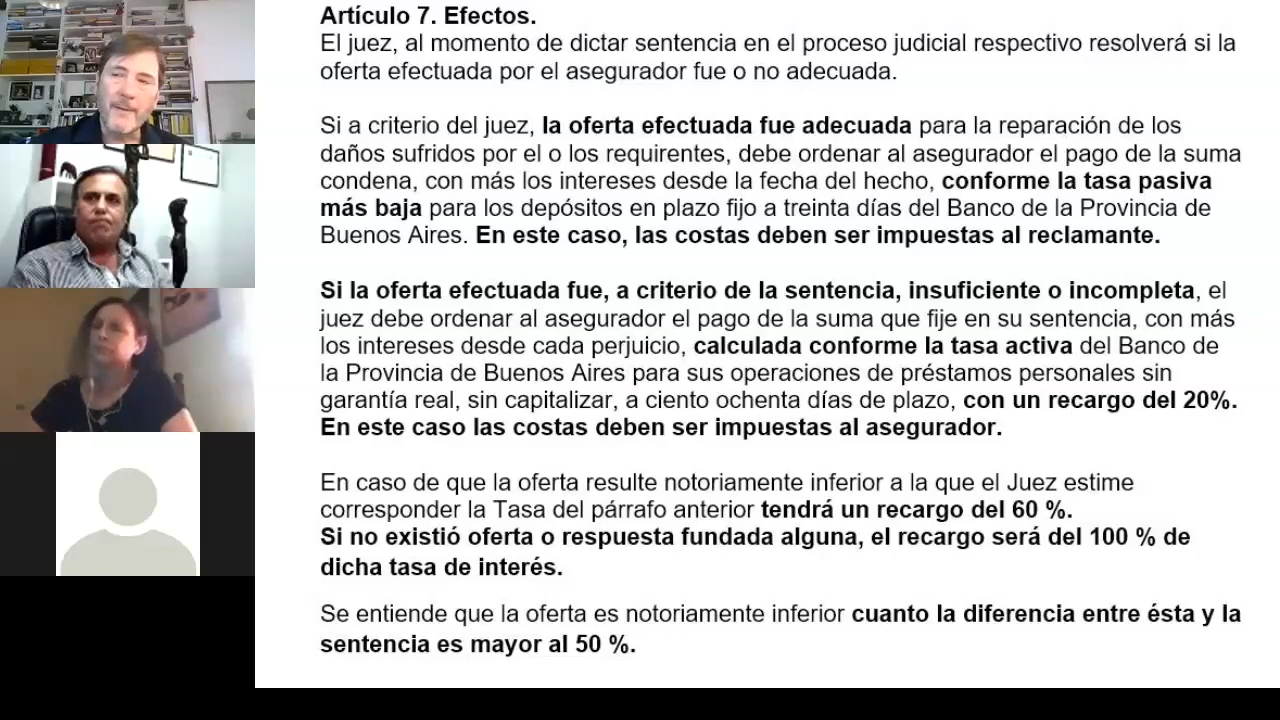 Artículo 7. Efectos.
El juez, al momento de dictar sentencia en el proceso judicial respectivo resolverá si la
oferta efectuada por el asegurador fue o no adecuada.
Si a criterio del juez, la oferta efectuada fue adecuada para la reparación de los
daños sufridos por el o los requirentes, debe ordenar al asegurador el pago de la suma
condena, con más los intereses desde la fecha del hecho, conforme la tasa pasiva
más baja para los depósitos en plazo fijo a treinta días del Banco de la Provincia de
Buenos Aires. En este caso, las costas deben ser impuestas al reclamante.
Si la oferta efectuada fue, a criterio de la sentencia, insuficiente o incompleta, el
juez debe ordenar al asegurador el pago de la suma que fije en su sentencia, con más
los intereses desde cada perjuicio, calculada conforme la tasa activa del Banco de
la Provincia de Buenos Aires para sus operaciones de préstamos personales sin
garantía real, sin capitalizar, a ciento ochenta días de plazo, con un recargo del 20%.
En este caso las costas deben ser impuestas al asegurador.
En caso de que la oferta resulte notoriamente inferior a la que el Juez estime
corresponder la Tasa del párrafo anterior tendrá un recargo del 60 %.
Si no existió oferta o respuesta fundada alguna, el recargo será del 100 % de
dicha tasa de interés.
Se entiende que la oferta es notoriamente inferior cuanto la diferencia entre ésta y la
sentencia es mayor al 50 %.